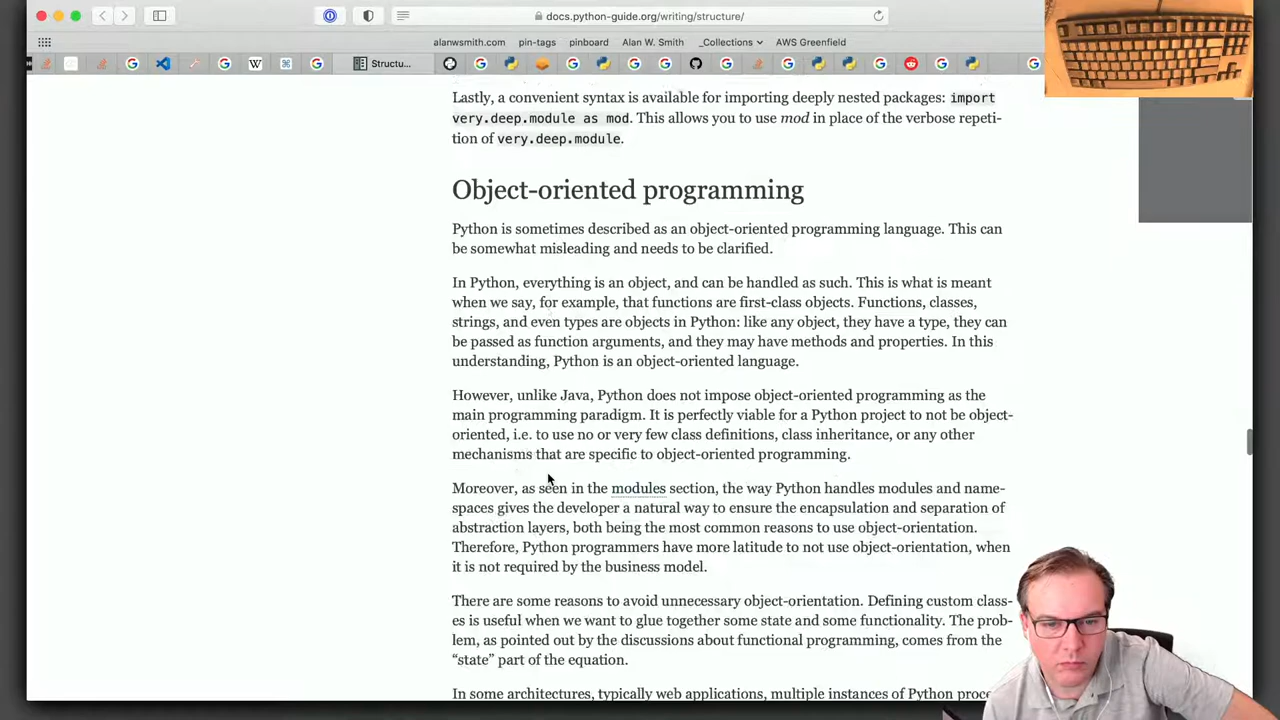 docs.python-guide.org/writing/structure/
alanwsmith.com pin-tags pinboard Alan W. Smith _Collections AWS Greenfield
Structu...
Lastly, a convenient syntax is available for importing deeply nested packages: import
very.deep.module as mod. This allows you to use mod in place of the verbose repeti-
tion of very.deep.module.
Object-oriented programming
Python is sometimes described as an object-oriented programming language. This can
be somewhat misleading and needs to be clarified.
In Python, everything is an object, and can be handled as such. This is what is meant
when we say, for example, that functions are first-class objects. Functions, classes,
strings, and even types are objects in Python: like any object, they have a type, they can
be passed as function arguments, and they may have methods and properties. In this
understanding, Python is an object-oriented language.
However, unlike Java, Python does not impose object-oriented programming as the
main programming paradigm. It is perfectly viable for a Python project to not be object-
oriented, i.e. to use no or very few class definitions, class inheritance, or any other
mechanisms that are specific to object-oriented programming.
Moreover, as seen in the modules section, the way Python handles modules and name-
spaces gives the developer a natural way to ensure the encapsulation and separation of
abstraction layers, both being the most common reasons to use object-orientation.
Therefore, Python programmers have more latitude to not use object-orientation, when
it is not required by the business model.
There are some reasons to avoid unnecessary object-orientation. Defining custom class-
es is useful when we want to glue together some state and some functionality. The prob-
lem, as pointed out by the discussions about functional programming, comes from the
“state” part of the equation.
In some architectures, typically web applications, multiple instances of Python proce